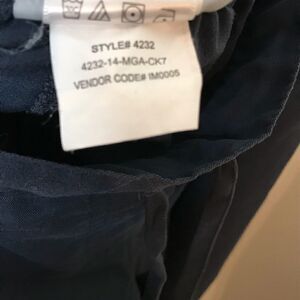 STYLE# 4232
4232-14-MGA-CK7
VENDOR CODE# IM0005